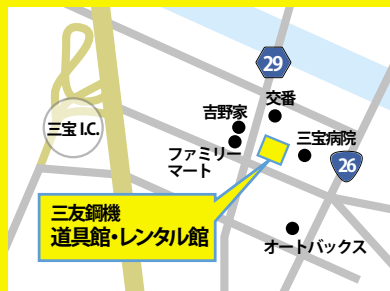 29
交番
吉野家
三宝 I.C.
三宝病院
ファミリー
マート
26
三友鋼機
道具館・レンタル館
オートバックス